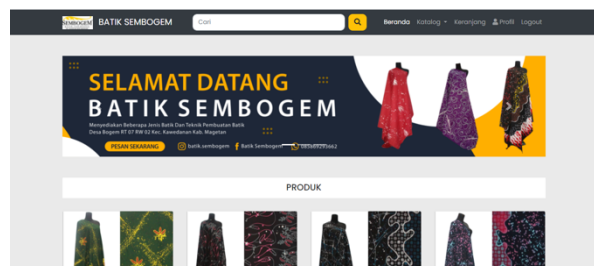 SEMBOGEM BATIK SEMBOGEM Cari Beranda Katalog Keranjang Profil Logout
SELAMAT DATANG
BATIK SEMBOGEM
Menyediakan Beberapa Jenis Batik Dan Teknik Pembuatan Batik
Desa Bogem RT 07 RW 02 Kec. Kawedanan Kab. Magetan
PESAN SEKARANG batik.sembogem Batik Sembogem
PRODUK